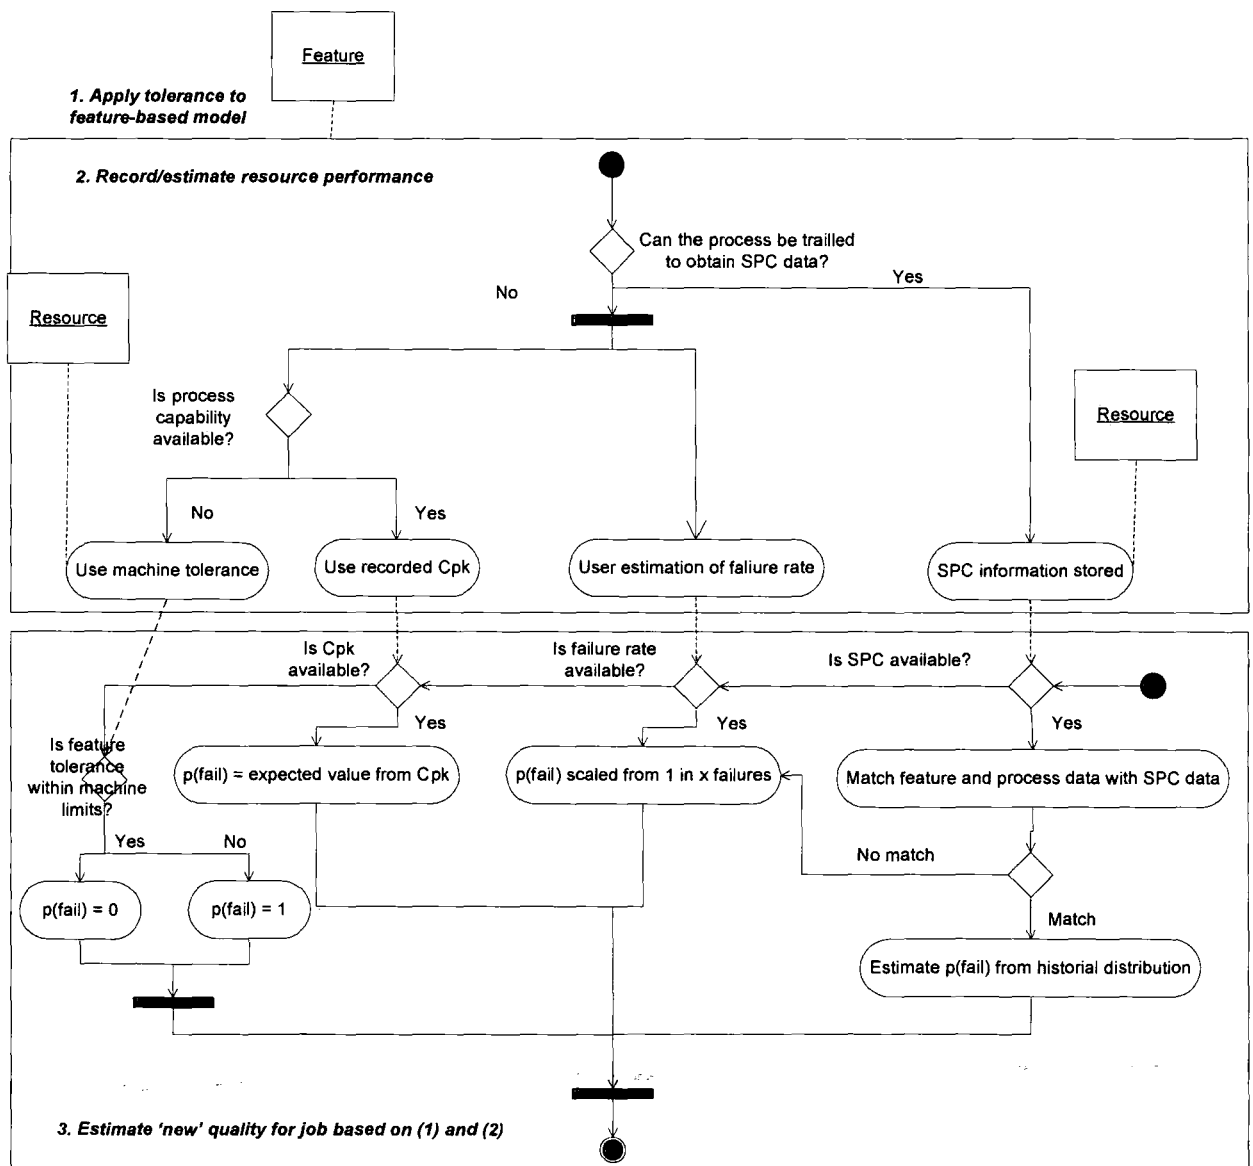 Feature
1. Apply tolerance to
feature-based model
2. Record/estimate resource performance
Can the process be trailled
to obtain SPC data?
No
Yes
Resource
Is process
capability
available?
Resource
No
Yes
Use machine tolerance
Use recorded Cpk
User estimation of faliure rate
SPC information stored
Is Cpk
available?
Is failure rate
available?
Is SPC available?
Yes
Yes
Yes
Is feature
tolerance
within machine
limits?
p(fail) = expected value from Cpk
p(fail) scaled from 1 in x failures
Match feature and process data with SPC data
Yes
No
No match
p(fail) = 0
p(fail) = 1
Match
Estimate p(fail) from historial distribution
3. Estimate 'new' quality for job based on (1) and (2)